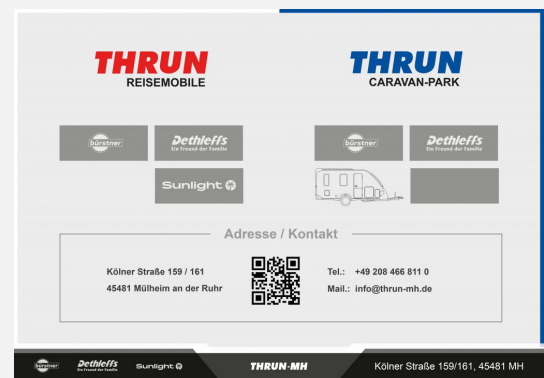 THRUN
REISEMOBILE
THRUN
CARAVAN-PARK
bürstner
Dethleffs
Ein Freund der Familie
bürstner
Dethleffs
Ein Freund der Familie
Sunlight
Adresse / Kontakt
Kölner Straße 159 / 161
45481 Mülheim an der Ruhr
Tel.: +49 208 466 811 0
Mail.: info@thrun-mh.de
bürstner
Dethleffs
Ein Freund der Familie
Sunlight
THRUN-MH
Kölner Straße 159/161, 45481 MH